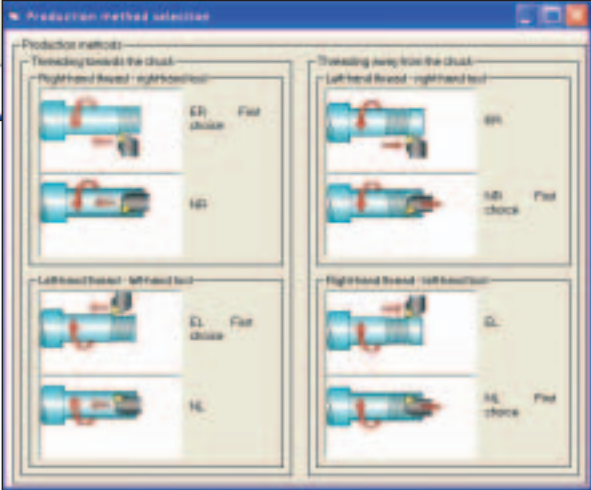 Production method selection
Production methods
Threading towards the chuck
Right hand thread - right hand tool
ER First
choice
NR
Left hand thread - left hand tool
EL First
choice
NL
Threading away from the chuck
Left hand thread - right hand tool
ER
NR First
choice
Right hand thread - left hand tool
EL
NL First
choice